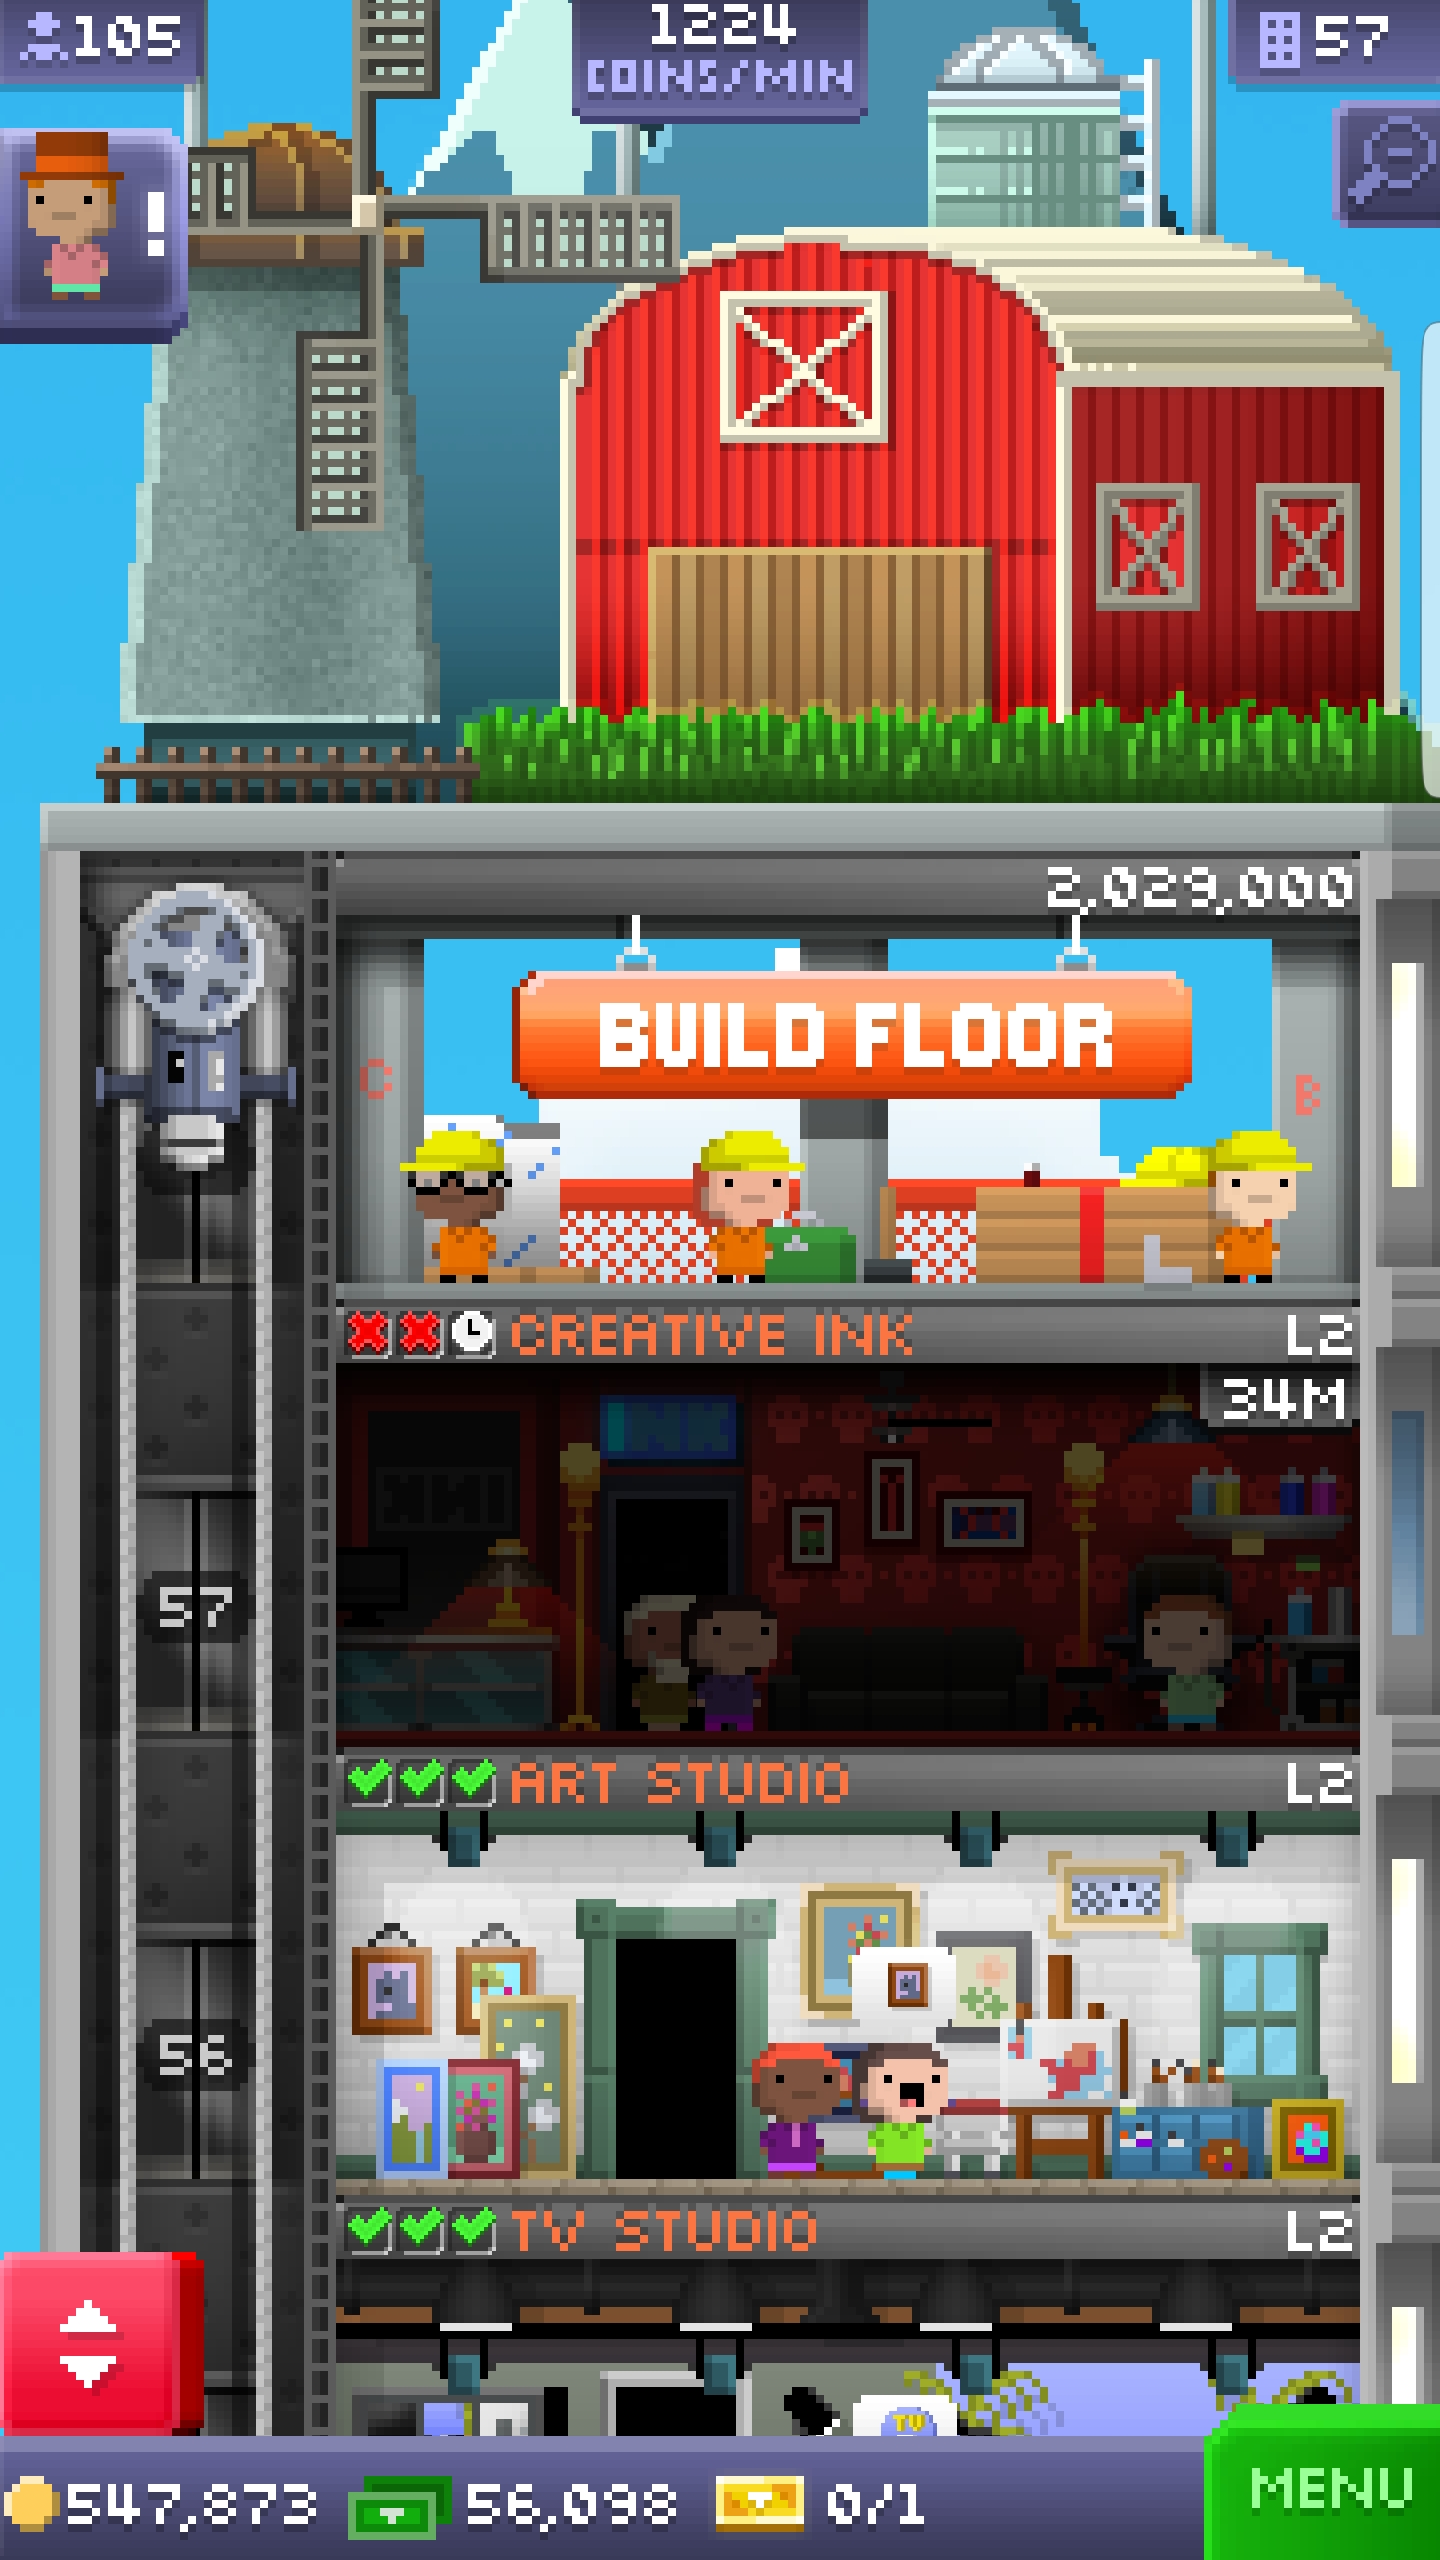 105
1224
COINS/MIN
57
!
2,029,000
BUILD FLOOR
C
B
CREATIVE INK
L2
34M
INK
57
ART STUDIO
L2
56
TV STUDIO
L2
TV
547,873
56,098
0/1
MENU